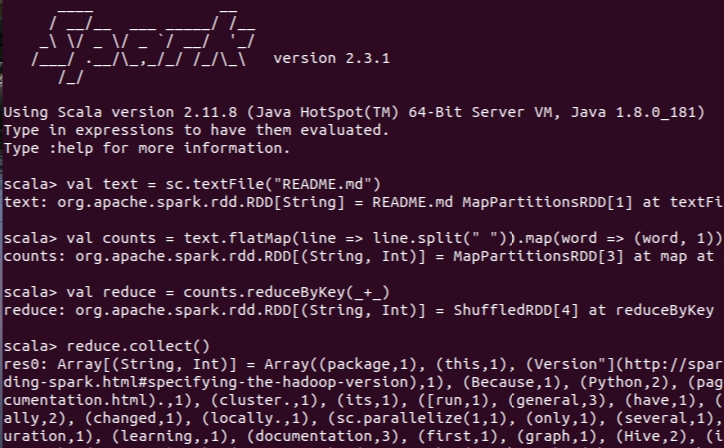 Spark version 2.3.1
Using Scala version 2.11.8 (Java HotSpot(TM) 64-Bit Server VM, Java 1.8.0_181)
Type in expressions to have them evaluated.
Type :help for more information.
scala> val text = sc.textFile("README.md")
text: org.apache.spark.rdd.RDD[String] = README.md MapPartitionsRDD[1] at textFi
scala> val counts = text.flatMap(line => line.split(" ")).map(word => (word, 1))
counts: org.apache.spark.rdd.RDD[(String, Int)] = MapPartitionsRDD[3] at map at
scala> val reduce = counts.reduceByKey(_+_)
reduce: org.apache.spark.rdd.RDD[(String, Int)] = ShuffledRDD[4] at reduceByKey
scala> reduce.collect()
res0: Array[(String, Int)] = Array((package,1), (this,1), (Version"](http://spar
ding-spark.html#specifying-the-hadoop-version),1), (Because,1), (Python,2), (pag
cumentation.html).,1), (cluster.,1), (its,1), ([run,1), (general,3), (have,1), (
ally,2), (changed,1), (locally.,1), (sc.parallelize(1,1), (only,1), (several,1),
uration,1), (learning,,1), (documentation,3), (first,1), (graph,1), (Hive,2), (